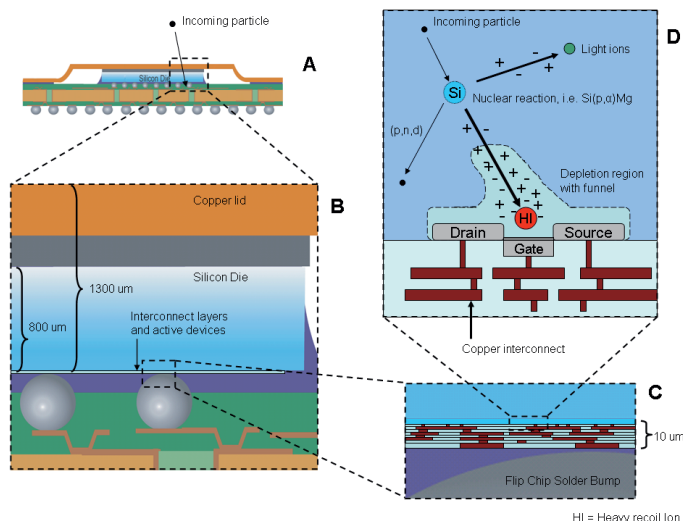 Incoming particle
A
Silicon Die
Incoming particle
D
Light ions
Si
Nuclear reaction, i.e. Si(p,α)Mg
(p,n,d)
Depletion region
with funnel
HI
Drain
Source
Gate
Copper interconnect
Copper lid
B
Silicon Die
1300 um
800 um
Interconnect layers
and active devices
C
10 um
Flip Chip Solder Bump
HI = Heavy recoil Ion